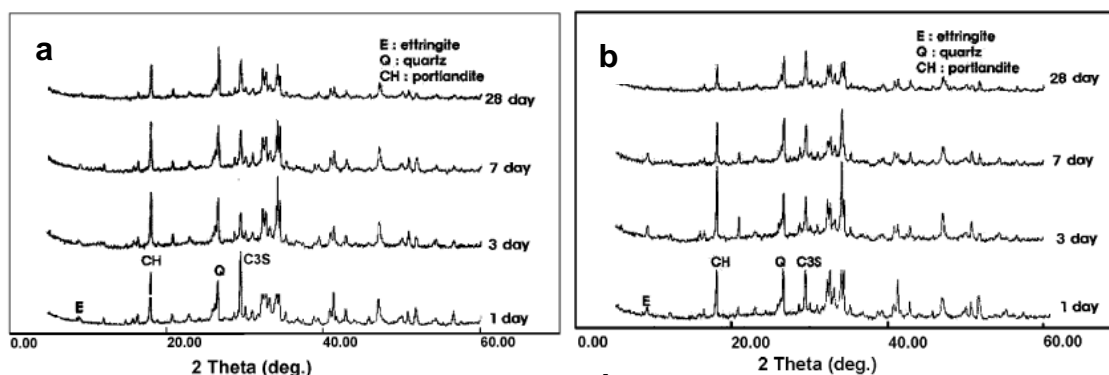 a
E : ettringite
Q : quartz
CH : portlandite
28 day
7 day
3 day
CH
Q
C3S
E
1 day
0.00 20.00 40.00 60.00
2 Theta (deg.)
b
E : ettringite
Q : quartz
CH : portlandite
28 day
7 day
3 day
CH
Q
C3S
E
1 day
0.00 20.00 40.00 60.00
2 Theta (deg.)